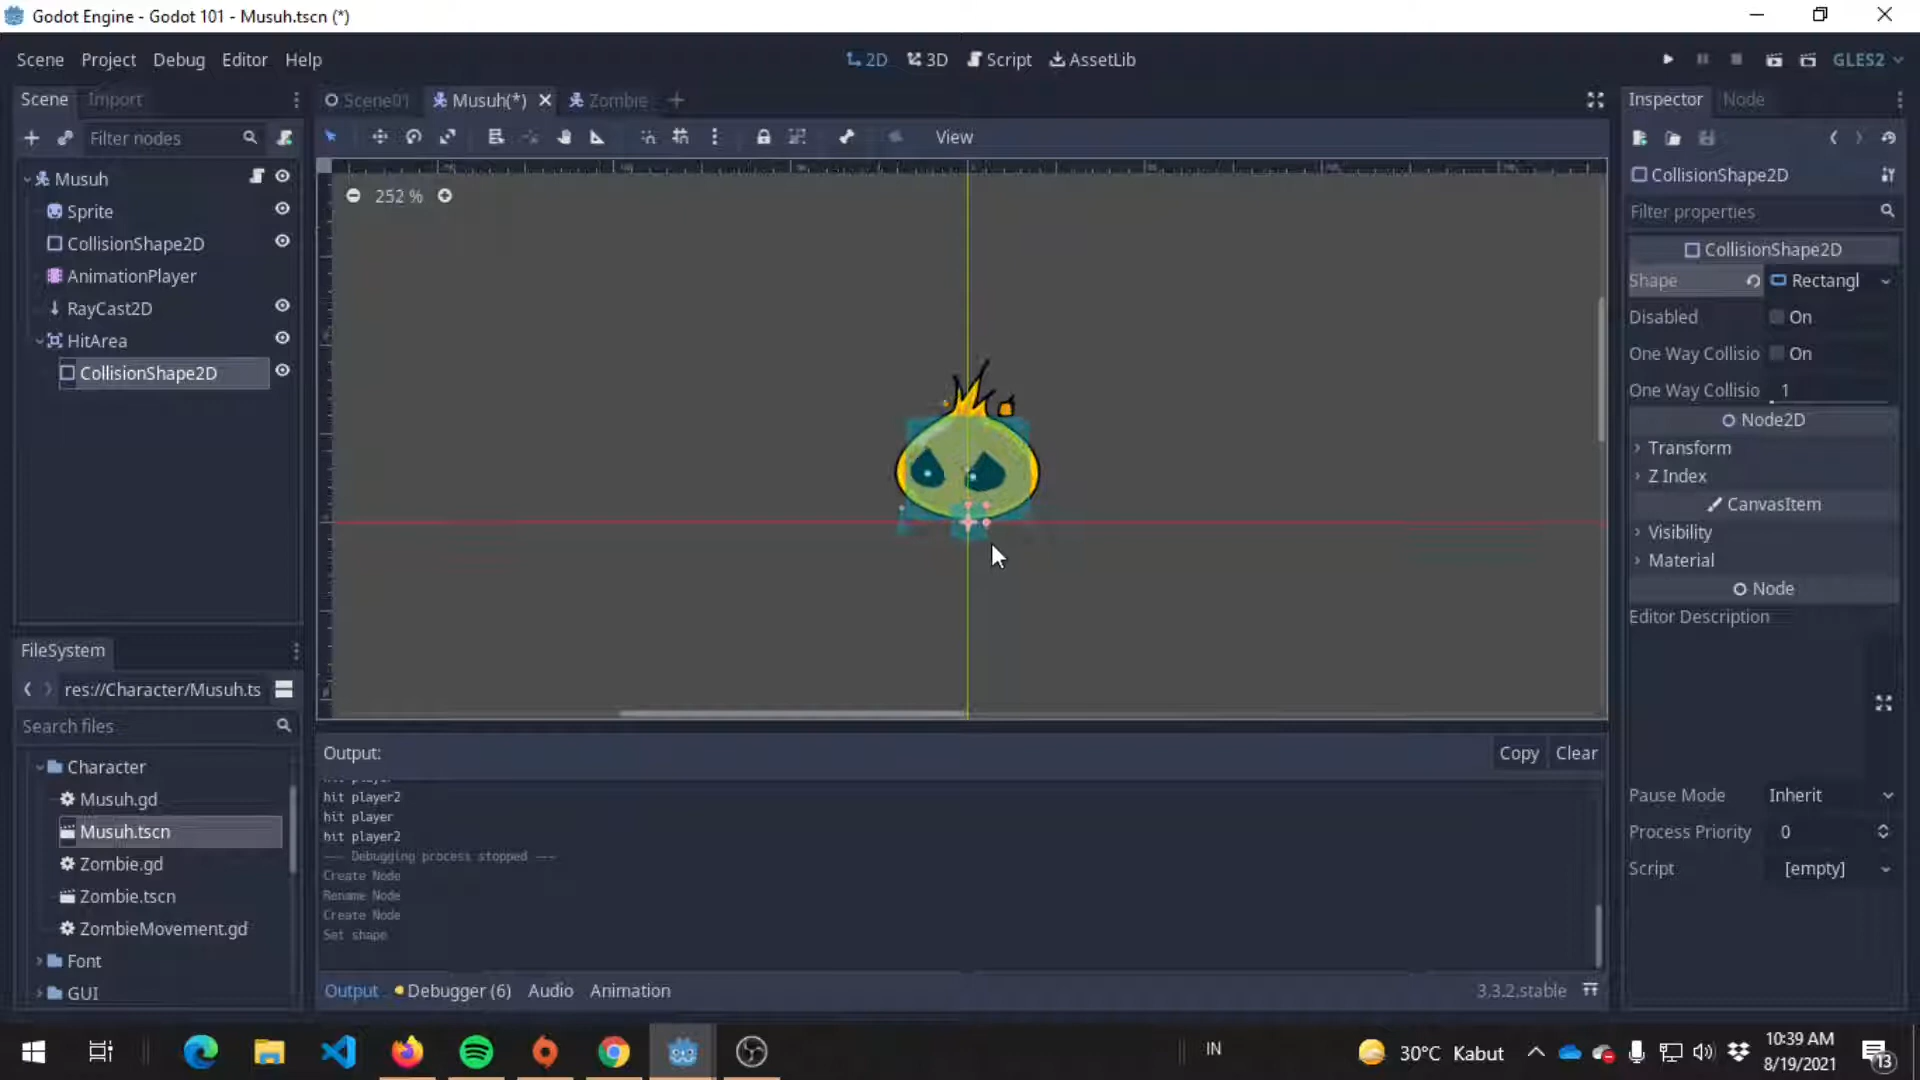 Godot Engine - Godot 101 - Musuh.tscn (*)
Scene Project Debug Editor Help
2D 3D Script AssetLib
GLES2
Scene Import
Scene01 Musuh(*) Zombie
Inspector Node
Filter nodes
View
Musuh
Sprite
CollisionShape2D
AnimationPlayer
RayCast2D
HitArea
CollisionShape2D
252 %
CollisionShape2D
Filter properties
CollisionShape2D
Shape Rectangl
Disabled On
One Way Collisio On
One Way Collisio 1
Node2D
Transform
Z Index
CanvasItem
Visibility
Material
Node
Editor Description
Pause Mode Inherit
Process Priority 0
Script [empty]
FileSystem
res://Character/Musuh.ts
Search files
Character
Musuh.gd
Musuh.tscn
Zombie.gd
Zombie.tscn
ZombieMovement.gd
Font
GUI
Output:
Copy Clear
hit player2
hit player
hit player2
--- Debugging process stopped ---
Create Node
Rename Node
Create Node
Set shape
Output Debugger (6) Audio Animation
3.3.2.stable
IN
30°C Kabut
10:39 AM
8/19/2021
13